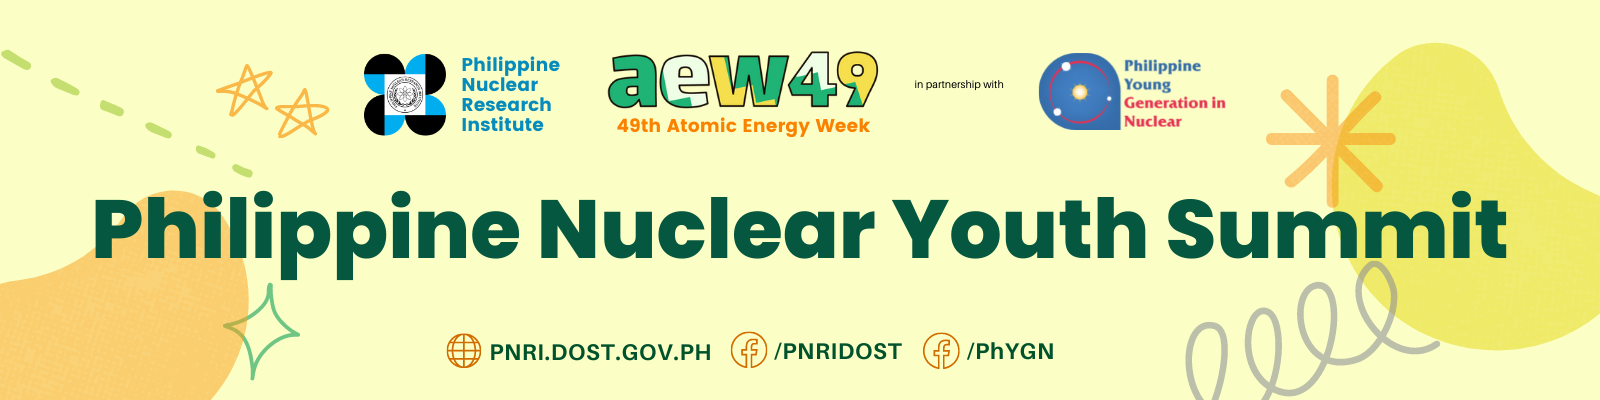 Philippine
Nuclear
Research
Institute
aew49
49th Atomic Energy Week
in partnership with
Philippine
Young
Generation in
Nuclear
Philippine Nuclear Youth Summit
PNRI.DOST.GOV.PH
/PNRIDOST
/PhYGN